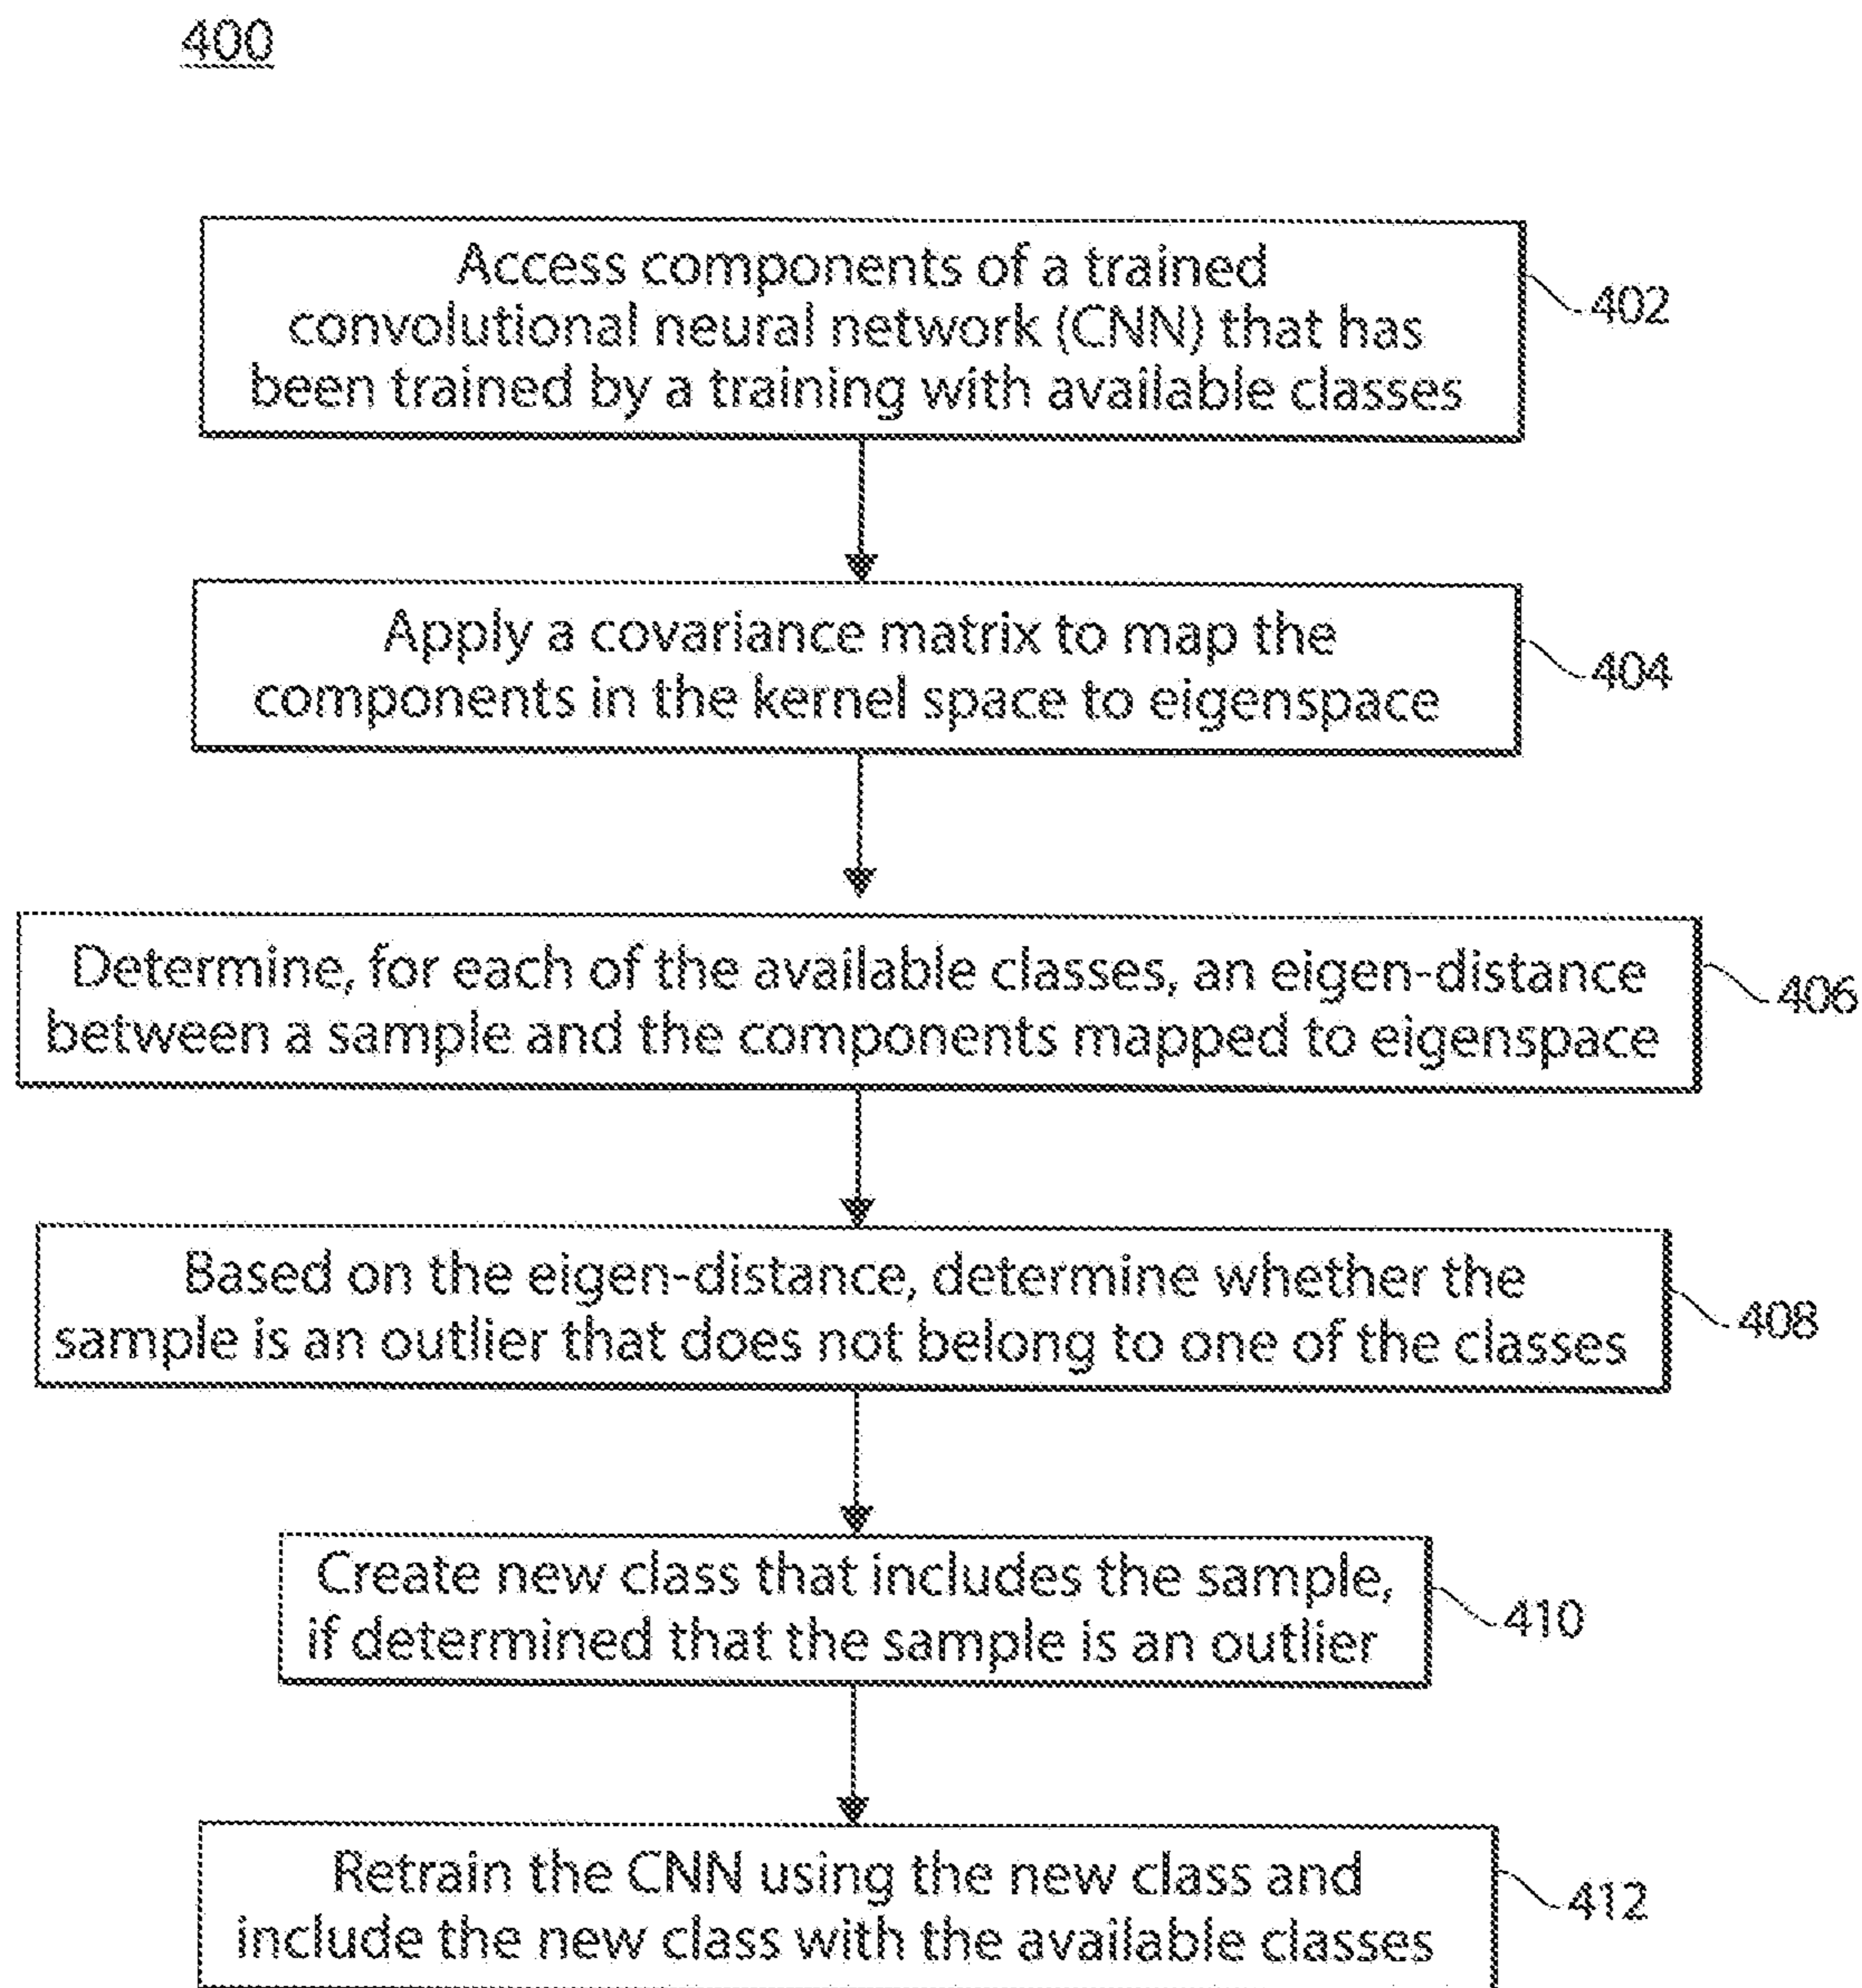 400
Access components of a trained
convolutional neural network (CNN) that has
been trained by a training with available classes
402
Apply a covariance matrix to map the
components in the kernel space to eigenspace
404
Determine, for each of the available classes, an eigen-distance
between a sample and the components mapped to eigenspace
406
Based on the eigen-distance, determine whether the
sample is an outlier that does not belong to one of the classes
408
Create new class that includes the sample,
if determined that the sample is an outlier
410
Retrain the CNN using the new class and
include the new class with the available classes
412